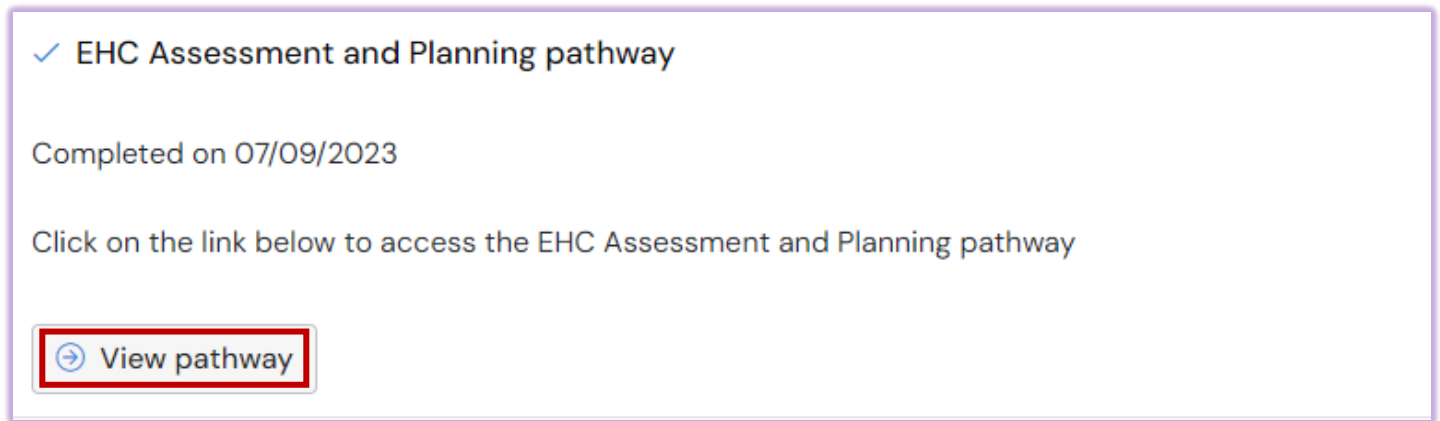 EHC Assessment and Planning pathway
Completed on 07/09/2023
Click on the link below to access the EHC Assessment and Planning pathway
View pathway